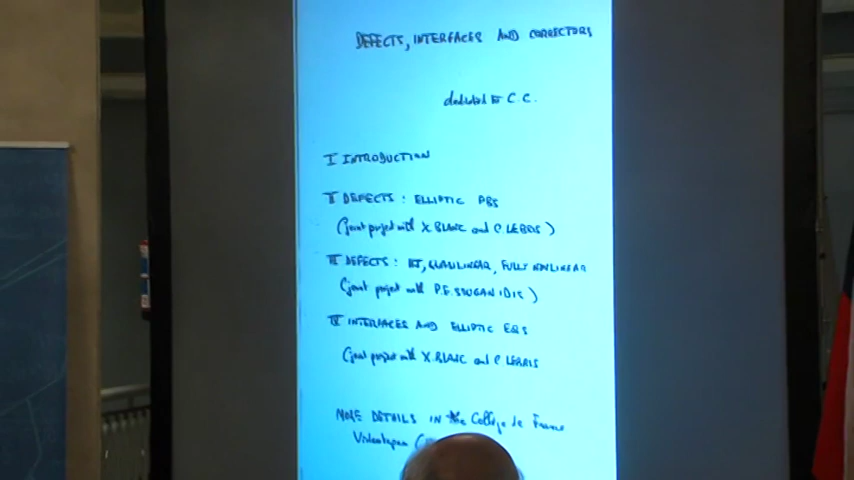 DEFECTS, INTERFACES AND CORRECTORS
dedicated to C.C.
I INTRODUCTION
II DEFECTS : ELLIPTIC PBS
(joint project with X.BLANC and C LEBRIS)
III DEFECTS : QUASILINEAR, FULLY NONLINEAR
(joint project with P.E.SOUGANIDIS)
IV INTERFACES AND ELLIPTIC EQS
(joint project with X.BLANC and C LEBRIS
MORE DETAILS IN the Collège de France
Videotapes